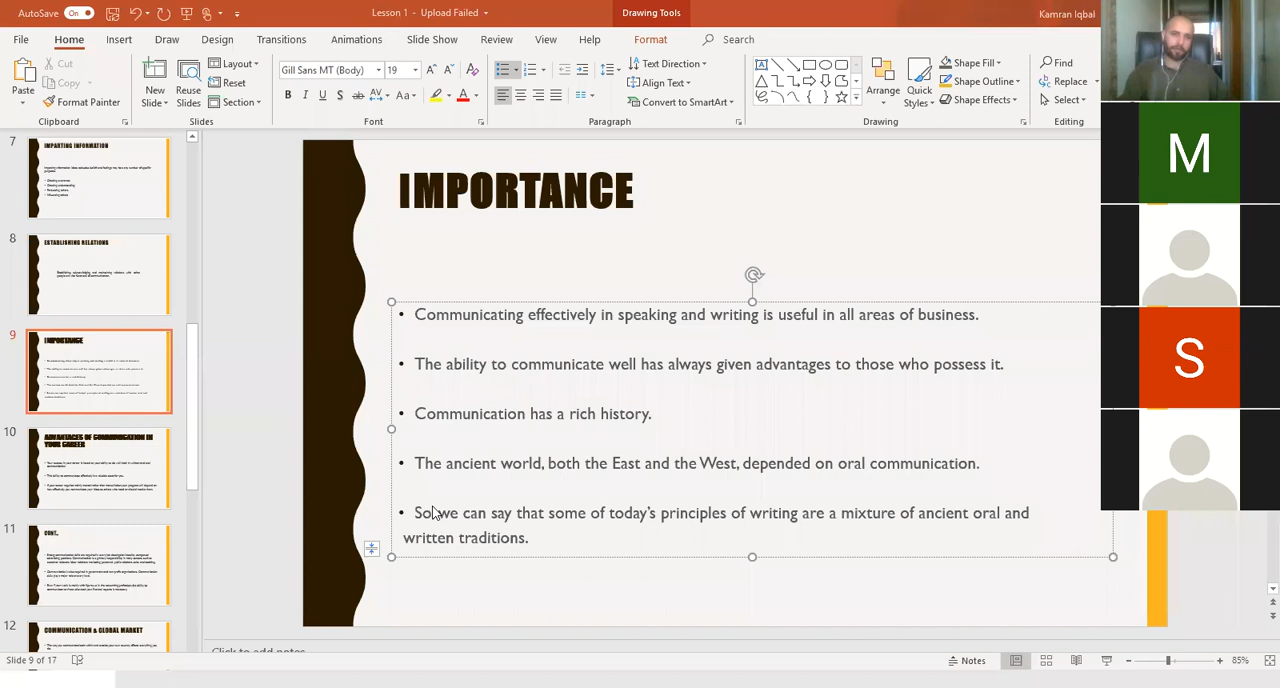 AutoSave On
Lesson 1 - Upload Failed
Drawing Tools
Kamran Iqbal
File Home Insert Draw Design Transitions Animations Slide Show Review View Help Format Search
Paste
Cut
Copy
Format Painter
Clipboard
New Slide
Reuse Slides
Layout
Reset
Section
Slides
Gill Sans MT (Body) 19
B I U S ab AV Aa A
Font
Text Direction
Align Text
Convert to SmartArt
Paragraph
Arrange
Quick Styles
Shape Fill
Shape Outline
Shape Effects
Drawing
Find
Replace
Select
Editing
7
IMPARTING INFORMATION
8
ESTABLISHING RELATIONS
9
IMPORTANCE
10
ADVANTAGES OF COMMUNICATION IN YOUR CAREER
11
CONT..
12
COMMUNICATION & GLOBAL MARKET
IMPORTANCE
• Communicating effectively in speaking and writing is useful in all areas of business.
• The ability to communicate well has always given advantages to those who possess it.
• Communication has a rich history.
• The ancient world, both the East and the West, depended on oral communication.
• So we can say that some of today's principles of writing are a mixture of ancient oral and
written traditions.
M
S
Click to add notes
Slide 9 of 17
Notes
85%